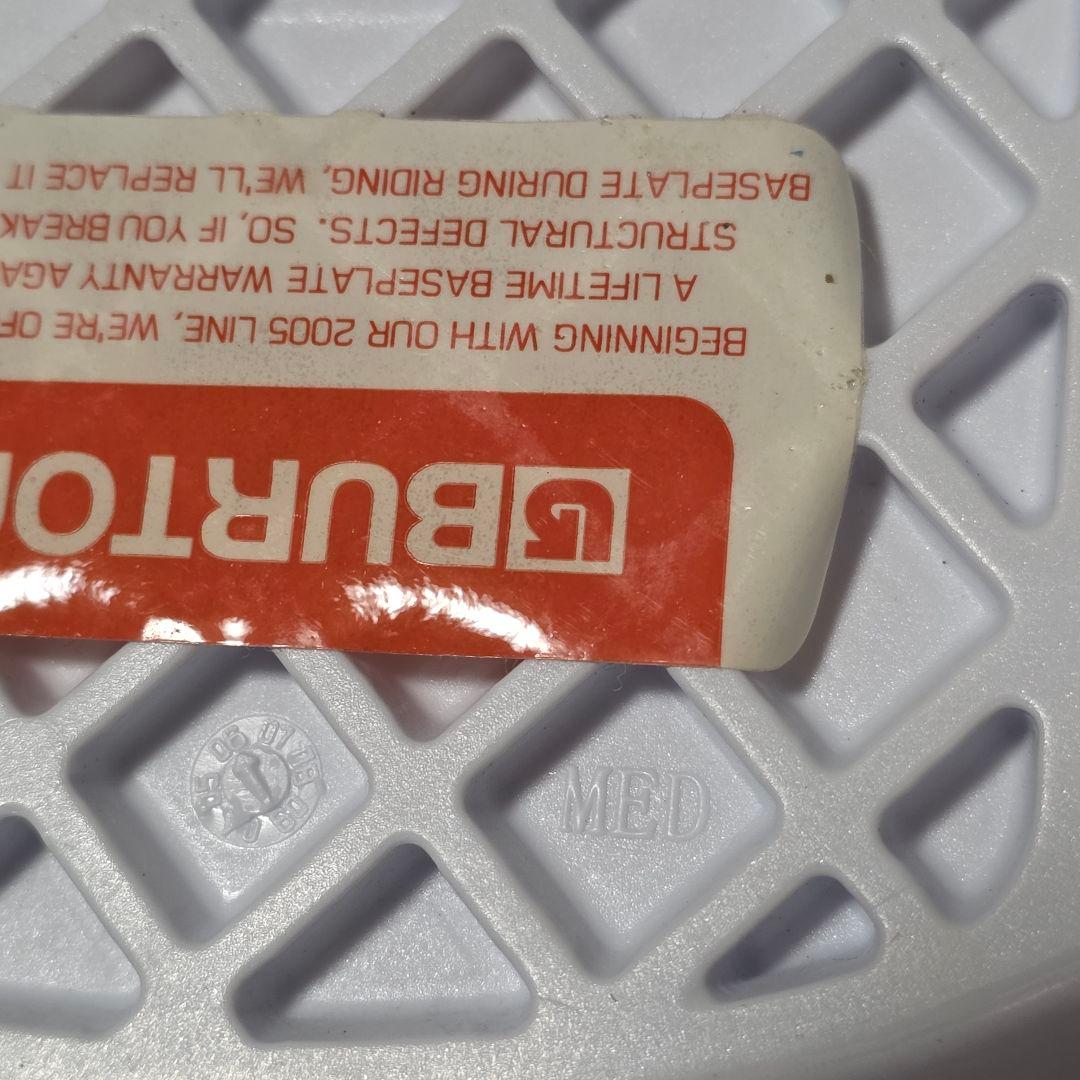 BURTO
BEGINNING WITH OUR 2005 LINE, WE'RE OF
A LIFETIME BASEPLATE WARRANTY AGA
STRUCTURAL DEFECTS. SO, IF YOU BREAK
BASEPLATE DURING RIDING, WE'LL REPLACE IT
MED